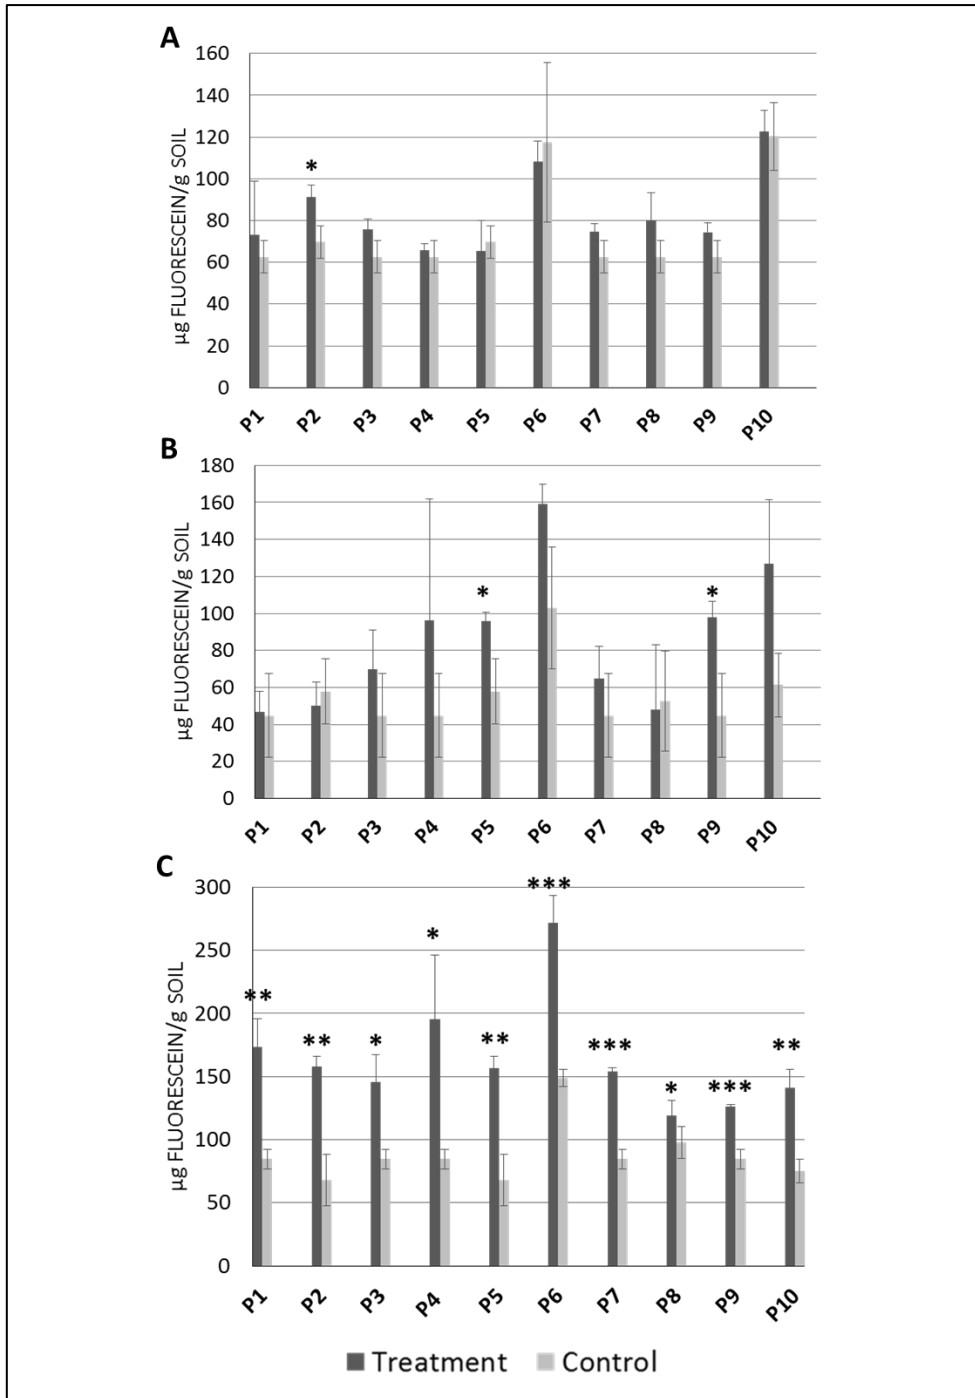 A
µg FLUORESCEIN/g SOIL
160
140
120
100
80
60
40
20
0
*
P1 P2 P3 P4 P5 P6 P7 P8 P9 P10
B
µg FLUORESCEIN/g SOIL
180
160
140
120
100
80
60
40
20
0
* *
P1 P2 P3 P4 P5 P6 P7 P8 P9 P10
C
µg FLUORESCEIN/g SOIL
300
250
200
150
100
50
0
** ** * * ** *** *** * *** **
P1 P2 P3 P4 P5 P6 P7 P8 P9 P10
Treatment Control